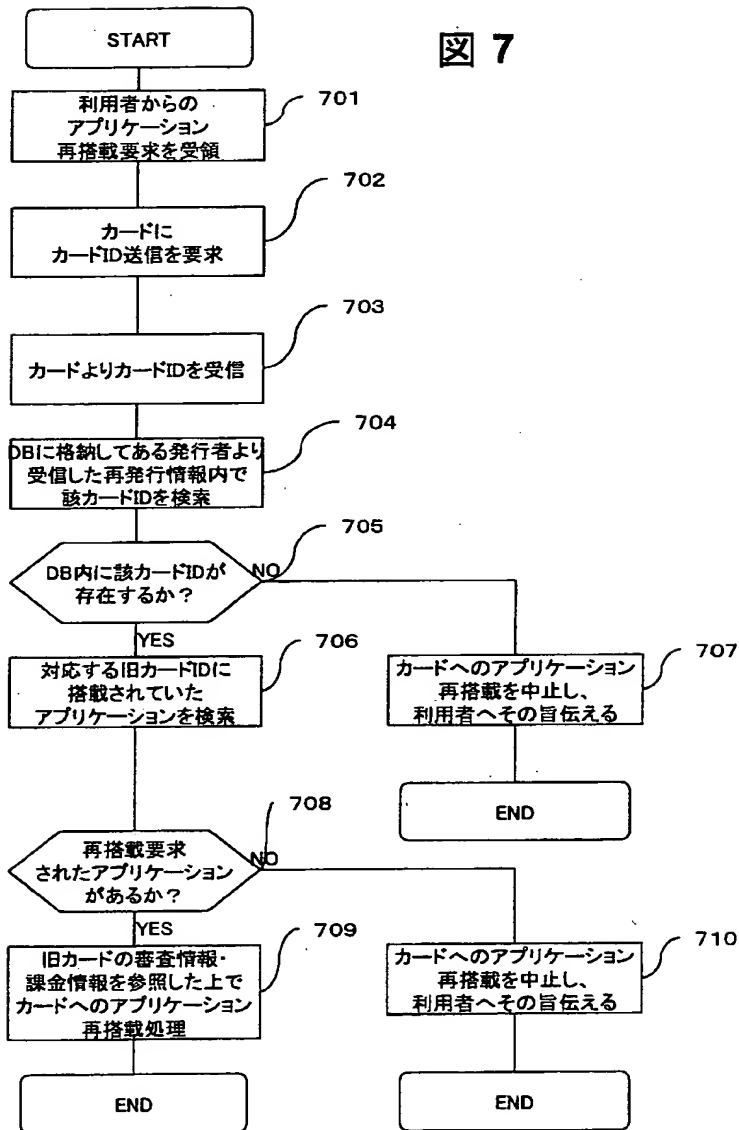 図 7
START
利用者からの
アプリケーション
再搭載要求を受領
701
カードに
カードID送信を要求
702
カードよりカードIDを受信
703
DBに格納してある発行者より
受信した再発行情報内で
該カードIDを検索
704
DB内に該カードIDが
存在するか?
705
NO
YES
対応する旧カードIDに
搭載されていた
アプリケーションを検索
706
カードへのアプリケーション
再搭載を中止し、
利用者へその旨伝える
707
END
再搭載要求
されたアプリケーション
があるか?
708
NO
YES
旧カードの審査情報・
課金情報を参照した上で
カードへのアプリケーション
再搭載処理
709
カードへのアプリケーション
再搭載を中止し、
利用者へその旨伝える
710
END
END